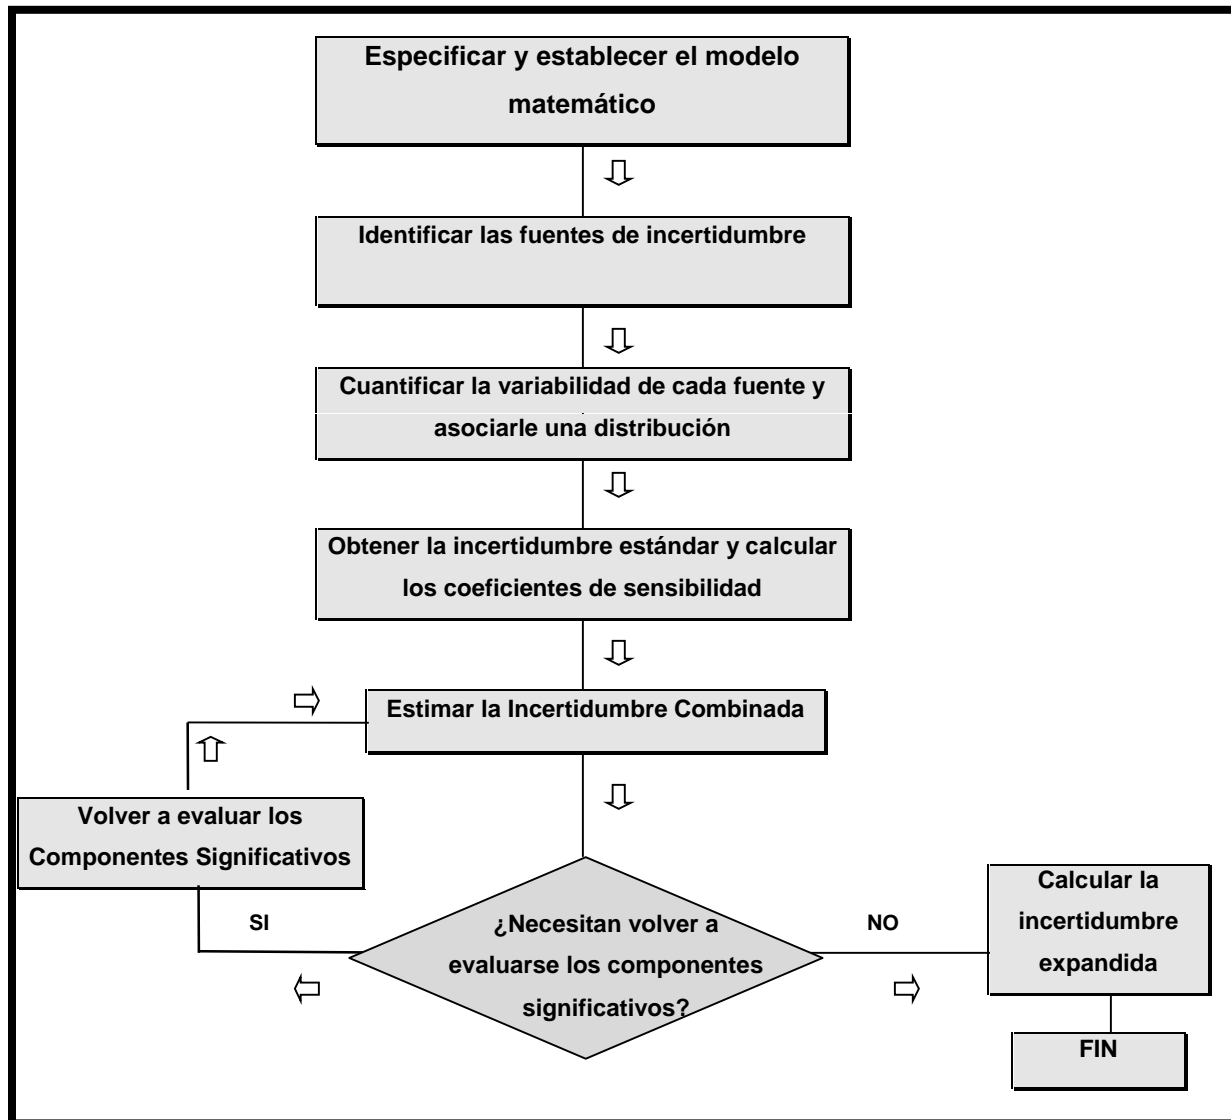 Especificar y establecer el modelo
matemático
Identificar las fuentes de incertidumbre
Cuantificar la variabilidad de cada fuente y
asociarle una distribución
Obtener la incertidumbre estándar y calcular
los coeficientes de sensibilidad
Estimar la Incertidumbre Combinada
Volver a evaluar los
Componentes Significativos
SI
¿Necesitan volver a
evaluarse los componentes
significativos?
NO
Calcular la
incertidumbre
expandida
FIN